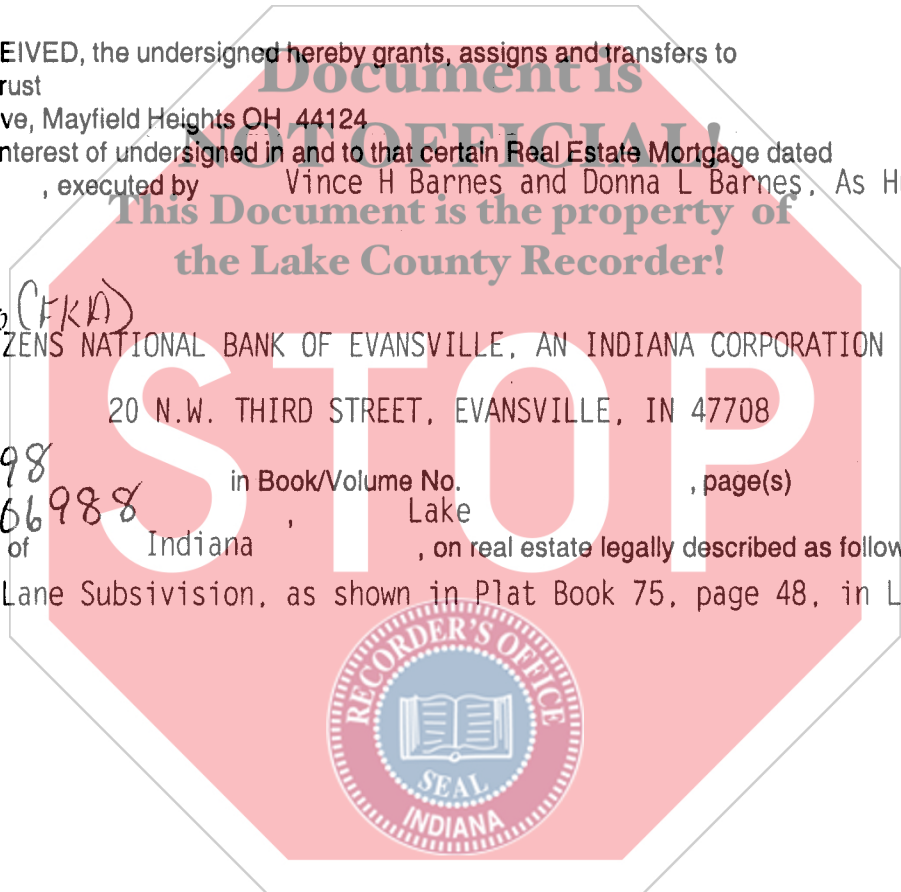 EIVED, the undersigned hereby grants, assigns and transfers to
Document is
rust
ve, Mayfield Heights OH 44124
NOT OFFICIAL!
nterest of undersigned in and to that certain Real Estate Mortgage dated
, executed by Vince H Barnes and Donna L Barnes, As H
This Document is the property of
the Lake County Recorder!
(FKA)
ZENS NATIONAL BANK OF EVANSVILLE, AN INDIANA CORPORATION
STOP
20 N.W. THIRD STREET, EVANSVILLE, IN 47708
98
in Book/Volume No. , page(s)
66988 , Lake
of Indiana , on real estate legally described as follow
Lane Subsivision, as shown in Plat Book 75, page 48, in L
RECORDER'S OFFICE
SEAL
INDIANA